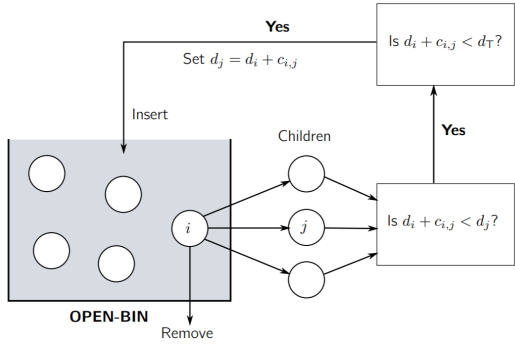 Yes
Is d_i + c_{i,j} < d_T?
Set d_j = d_i + c_{i,j}
Insert
Yes
Children
i
j
Is d_i + c_{i,j} < d_j?
OPEN-BIN
Remove